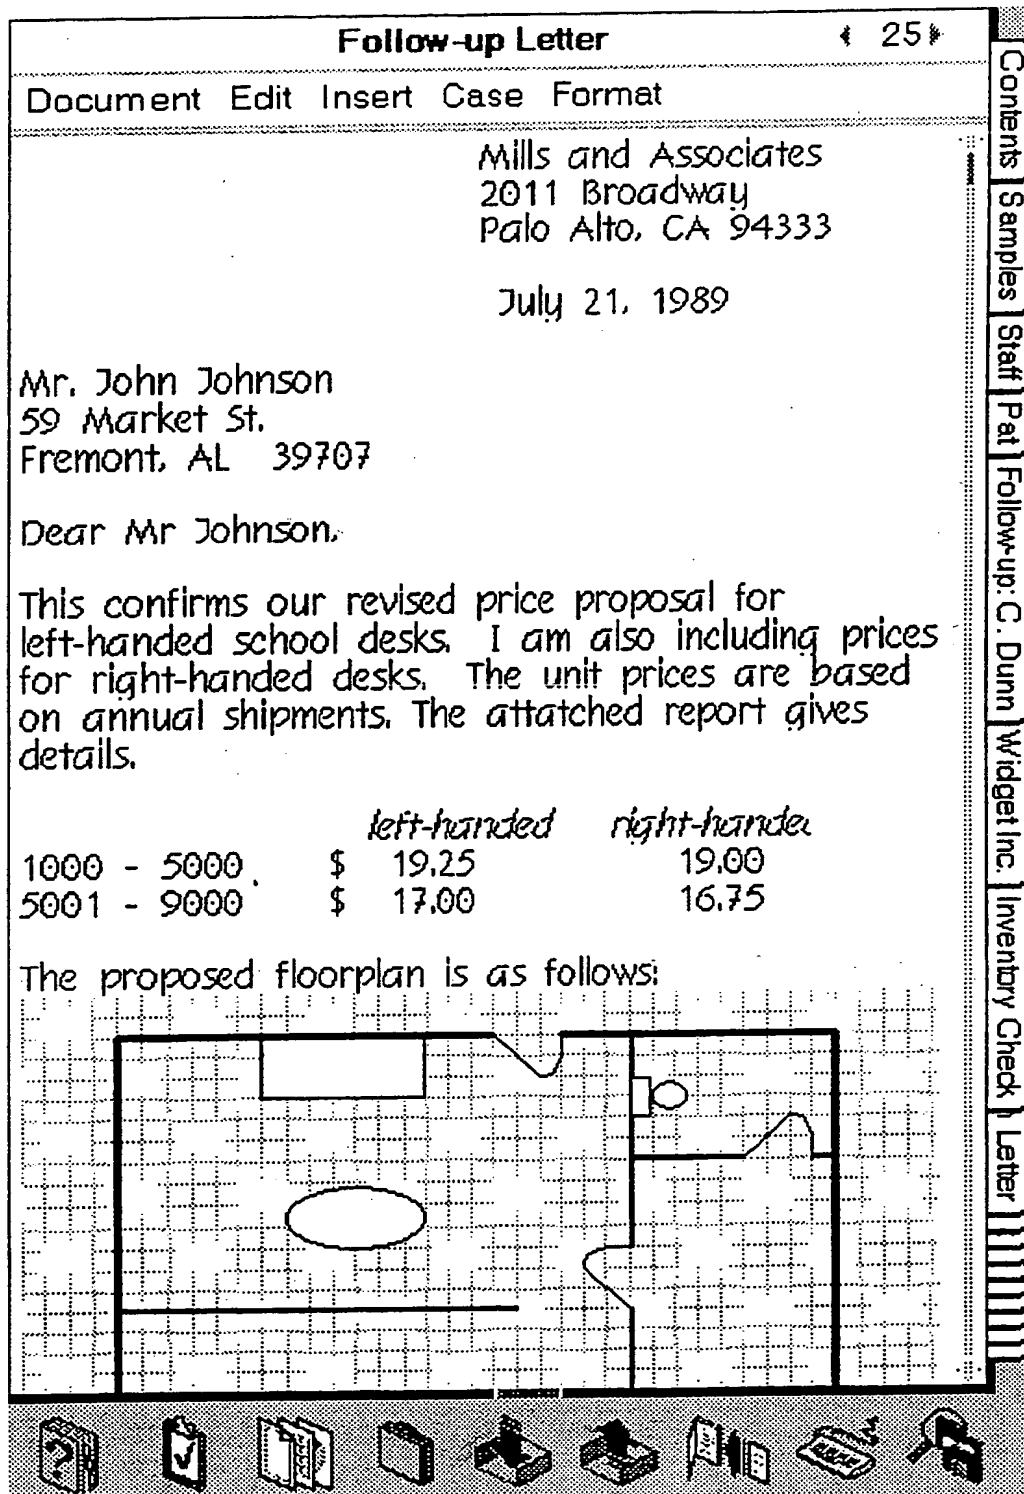 Follow-up Letter
25
Document Edit Insert Case Format
Mills and Associates
2011 Broadway
Palo Alto, CA 94333
July 21, 1989
Mr. John Johnson
59 Market St.
Fremont, AL 39707
Dear Mr Johnson,
This confirms our revised price proposal for
left-handed school desks. I am also including prices
for right-handed desks. The unit prices are based
on annual shipments. The attatched report gives
details.
left-handed right-handed
1000 - 5000 $ 19.25 19.00
5001 - 9000 $ 17.00 16.75
The proposed floorplan is as follows:
Contents
Samples
Staff
Pat
Follow-up: C. Dunn
Widget Inc.
Inventory Check
Letter
?